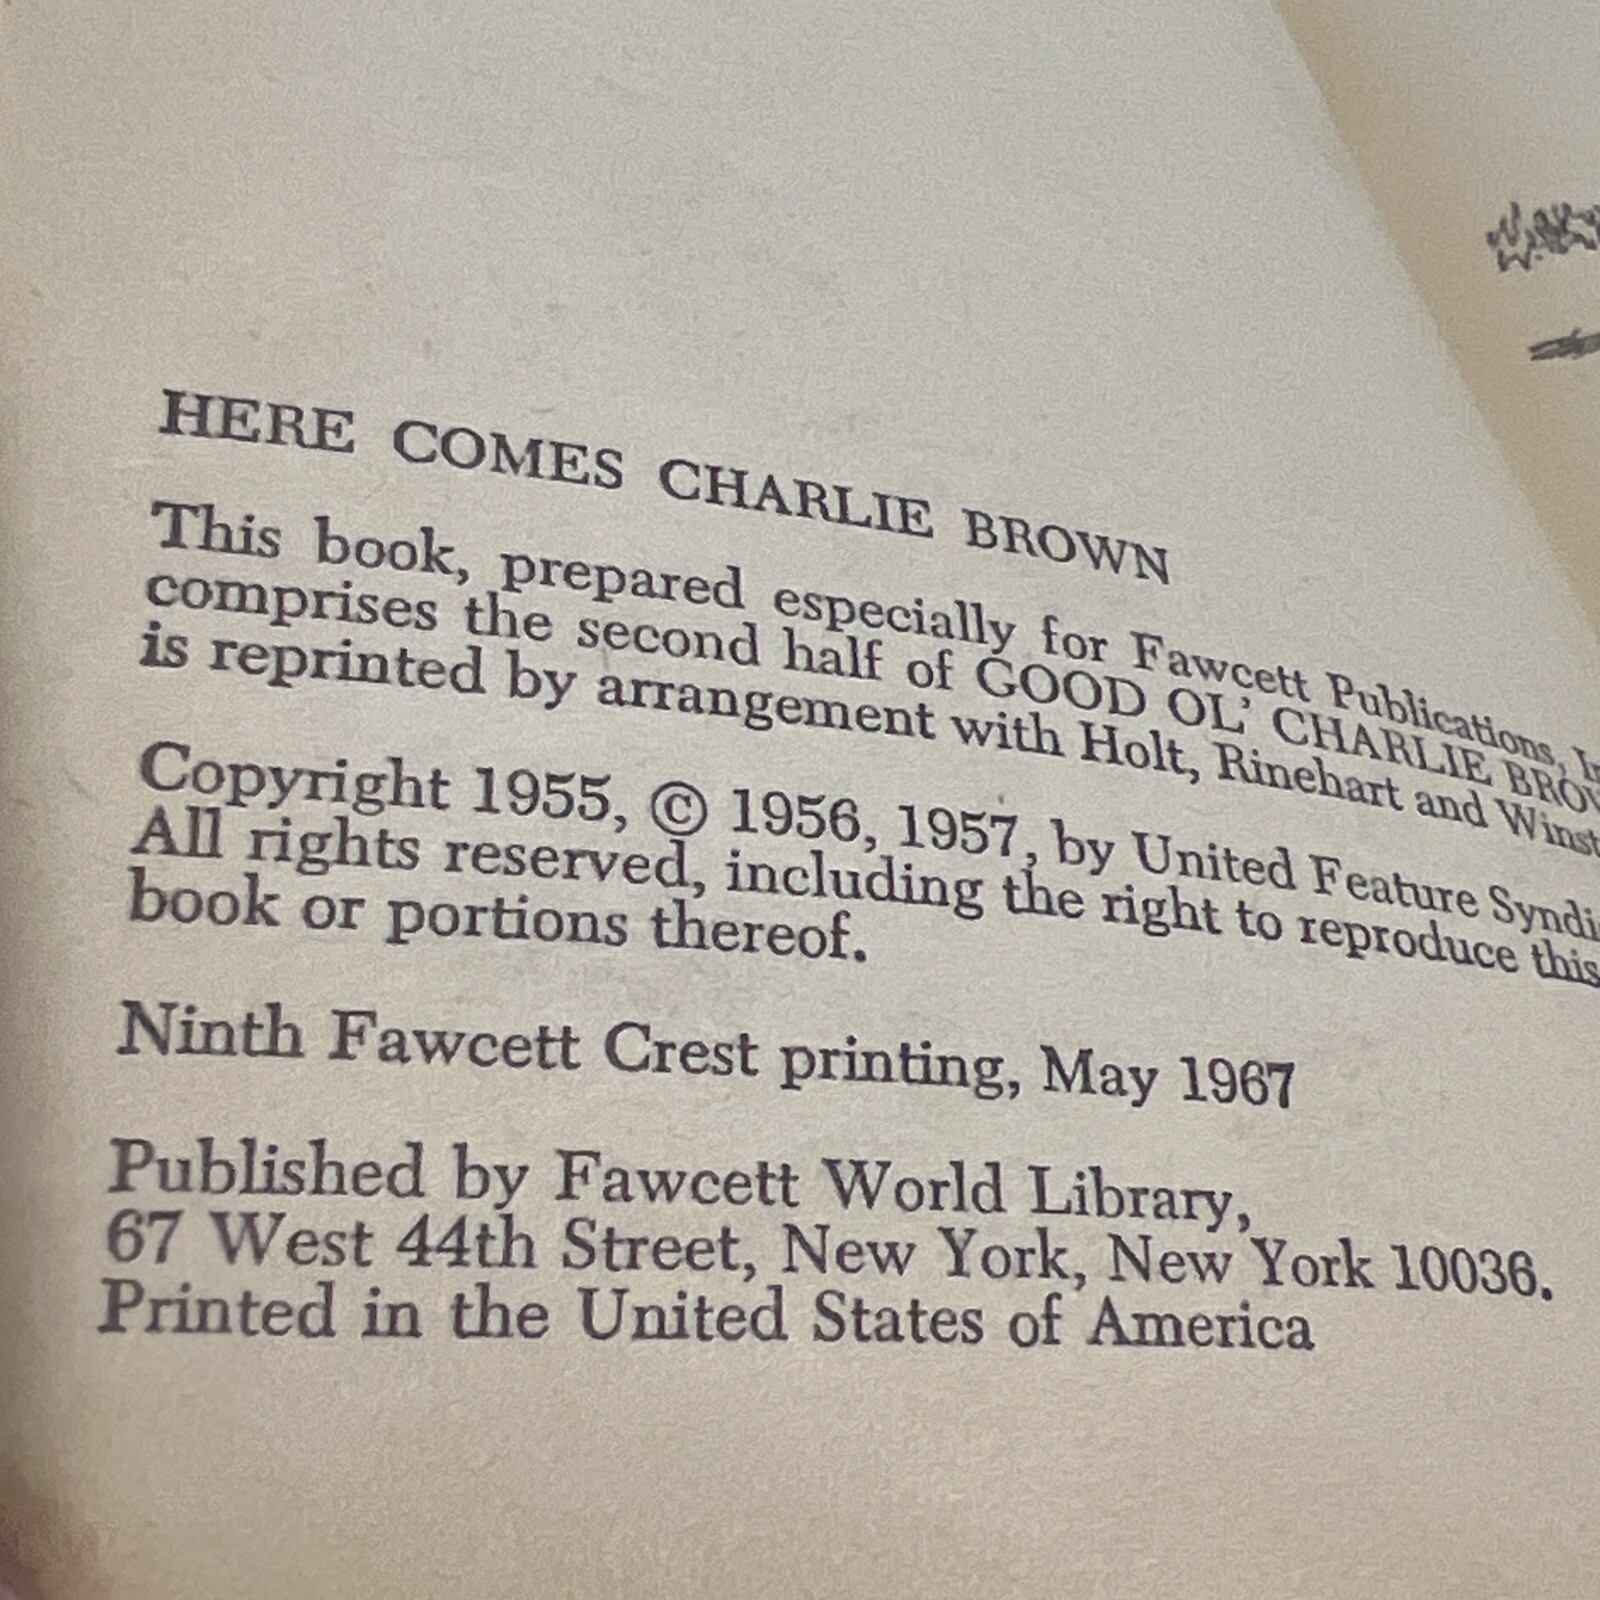 HERE COMES CHARLIE BROWN
This book, prepared especially for Fawcett Publications,
comprises the second half of GOOD OL' CHARLIE
is reprinted by arrangement with Holt, Rinehart and
Copyright 1955, © 1956, 1957, by United Feature
All rights reserved, including the right to reproduce this
book or portions thereof.
Ninth Fawcett Crest printing, May 1967
Published by Fawcett World Library,
67 West 44th Street, New York, New York 10036.
Printed in the United States of America